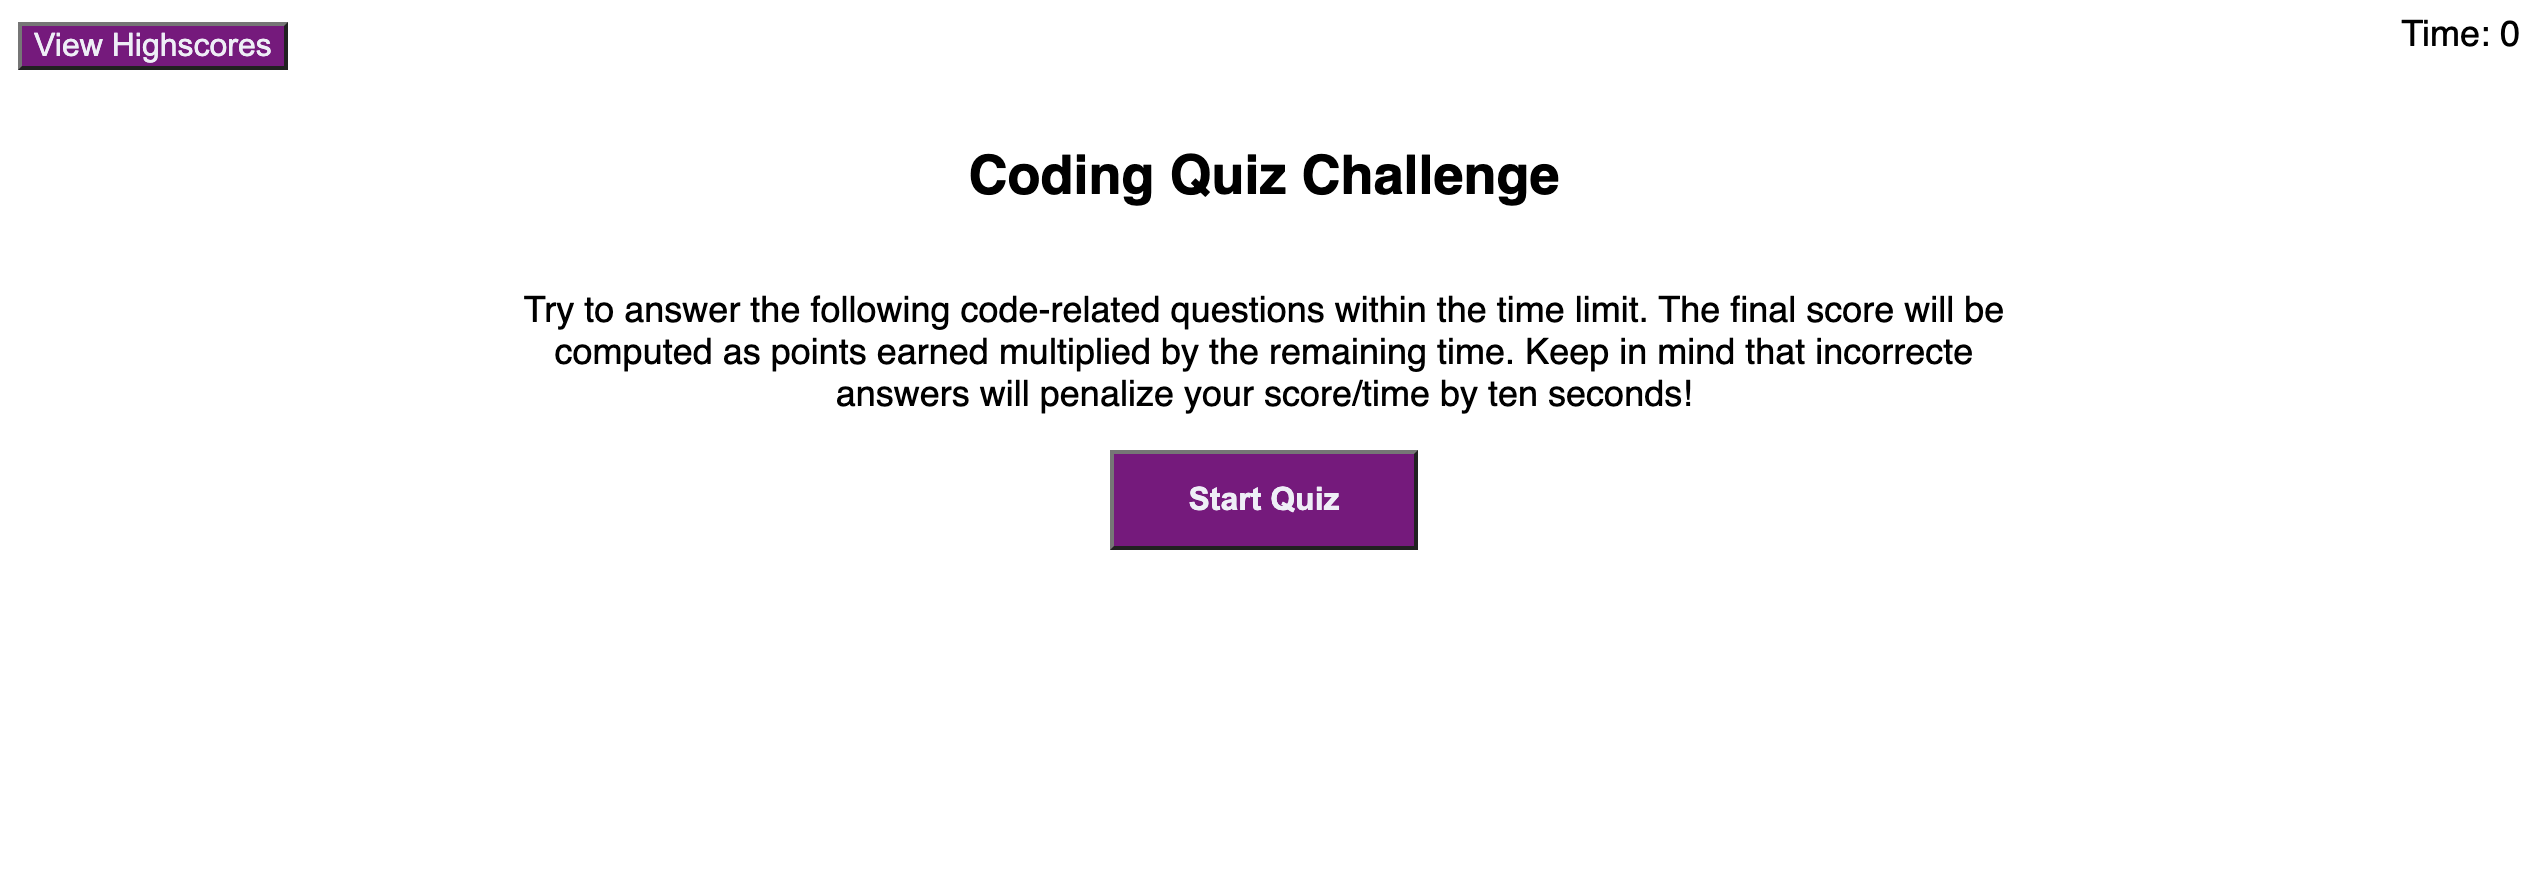 View Highscores
Time: 0
Coding Quiz Challenge
Try to answer the following code-related questions within the time limit. The final score will be
computed as points earned multiplied by the remaining time. Keep in mind that incorrecte
answers will penalize your score/time by ten seconds!
Start Quiz